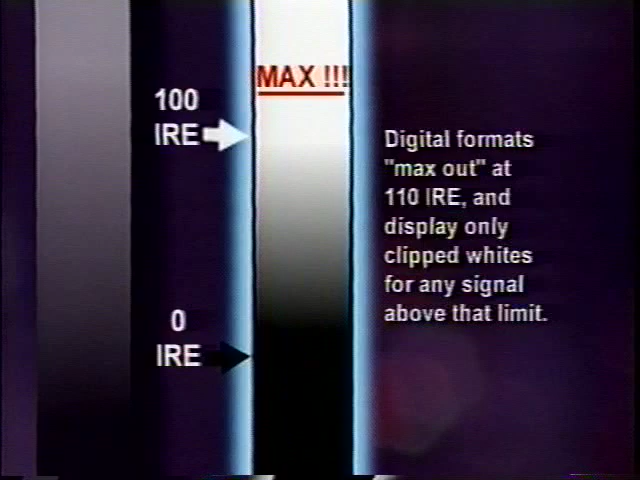 MAX !!!
100
IRE
Digital formats
"max out" at
110 IRE, and
display only
clipped whites
for any signal
above that limit.
0
IRE